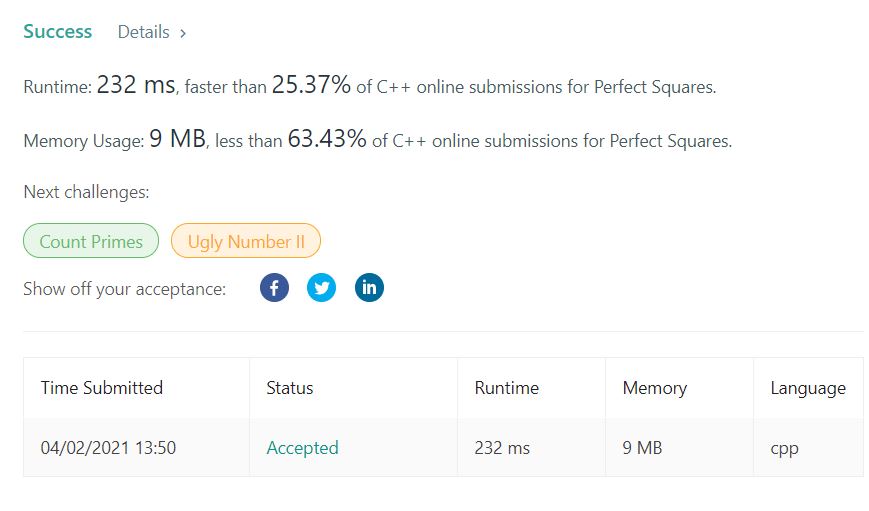 Success Details >
Runtime: 232 ms, faster than 25.37% of C++ online submissions for Perfect Squares.
Memory Usage: 9 MB, less than 63.43% of C++ online submissions for Perfect Squares.
Next challenges:
Count Primes Ugly Number II
Show off your acceptance: f in
Time Submitted Status Runtime Memory Language
04/02/2021 13:50 Accepted 232 ms 9 MB cpp